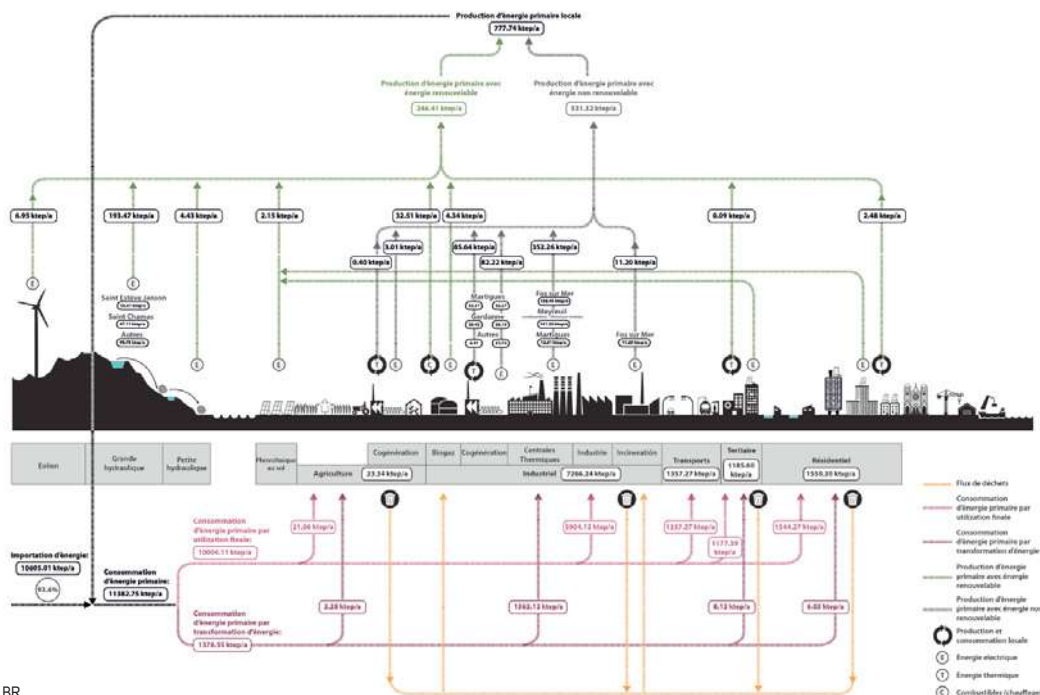 Production d'énergie primaire locale
777.74 ktep/a
Production d'énergie primaire avec
énergie renouvelable
246.41 ktep/a
Production d'énergie primaire avec
énergie non renouvelable
531.32 ktep/a
6.95 ktep/a
193.47 ktep/a
4.43 ktep/a
2.15 ktep/a
32.51 ktep/a
4.34 ktep/a
0.09 ktep/a
2.48 ktep/a
0.40 ktep/a
3.01 ktep/a
85.64 ktep/a
82.22 ktep/a
352.26 ktep/a
11.20 ktep/a
E
E
Saint Estève Janson
Saint Chamas
Autres
Martigues
Gardanne
Autres
Fos sur Mer
Meyreuil
Martigues
Fos sur Mer
E
E
T
E
C
E
T
E
E
E
T
E
E
T
Eolien
Grande
hydraulique
Petite
hydraulique
Photovoltaïque
au sol
Agriculture
Cogénération
23.34 ktep/a
Biogaz
Cogénération
Centrales
Thermiques
Industrie
Incinération
Industriel
7266.24 ktep/a
Transports
1357.27 ktep/a
Tertiaire
1185.60
ktep/a
Résidentiel
1550.30 ktep/a
Consommation
d'énergie primaire par
utilization finale:
10004.11 ktep/a
21.06 ktep/a
5904.12 ktep/a
1357.27 ktep/a
1177.39
ktep/a
1544.27 ktep/a
Importation d'énergie:
10605.01 ktep/a
93.6%
Consommation
d'énergie primaire:
11382.75 ktep/a
Consommation
d'énergie primaire par
transformation d'énergie:
1378.55 ktep/a
2.28 ktep/a
1362.12 ktep/a
8.12 ktep/a
6.03 ktep/a
Flux de déchets
Consommation
d'énergie primaire par
utilization finale
Consommation
d'énergie primaire par
transformation d'énergie
Production d'énergie
primaire avec énergie
renouvelable
Production d'énergie
primaire avec énergie non
renouvelable
Production et
consommation locale
E Energie electrique
T Energie thermique
C Combustibles (chauffage
BR